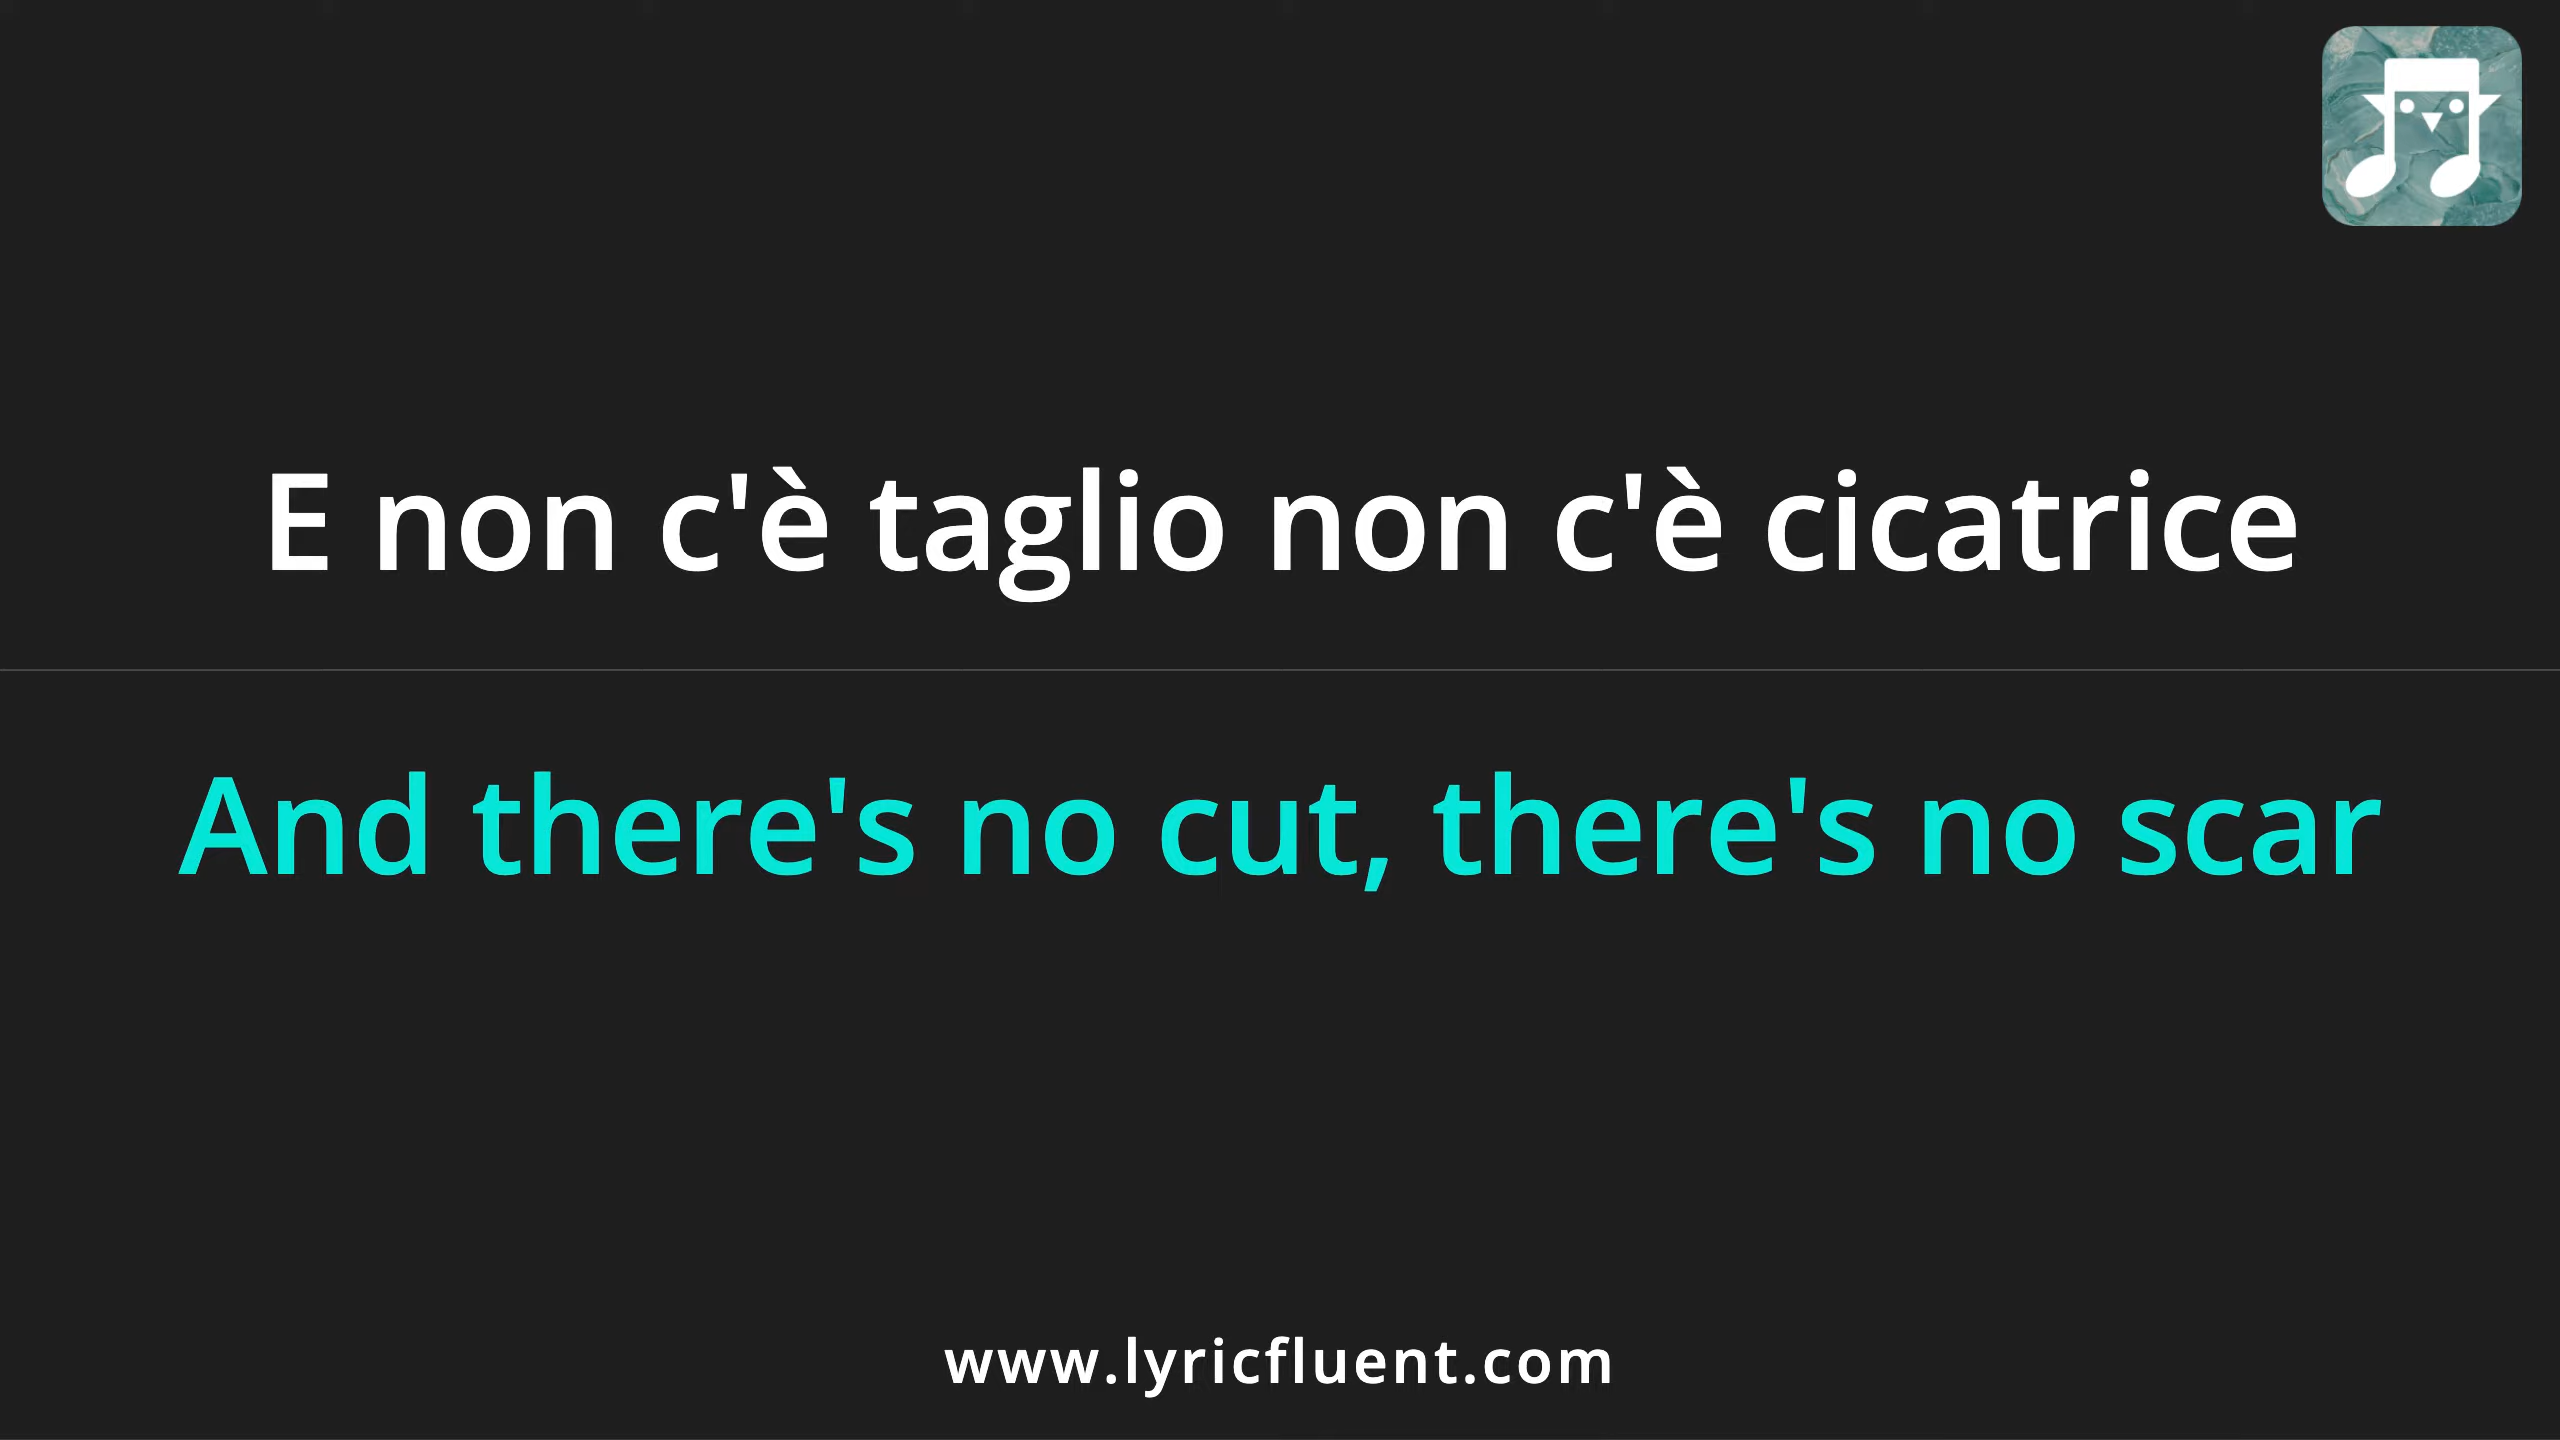 E non c'è taglio non c'è cicatrice
And there's no cut, there's no scar
www.lyricfluent.com